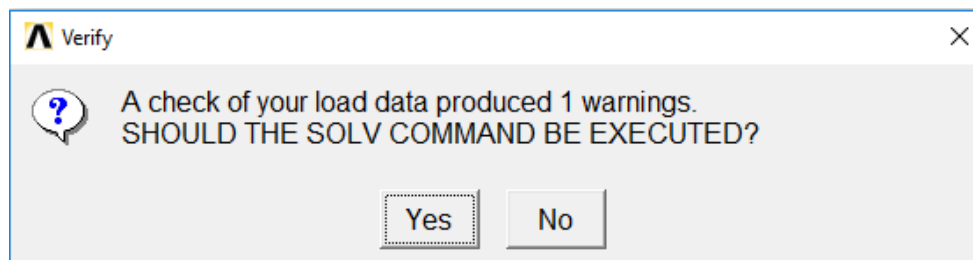 Verify
A check of your load data produced 1 warnings.
SHOULD THE SOLV COMMAND BE EXECUTED?
Yes No